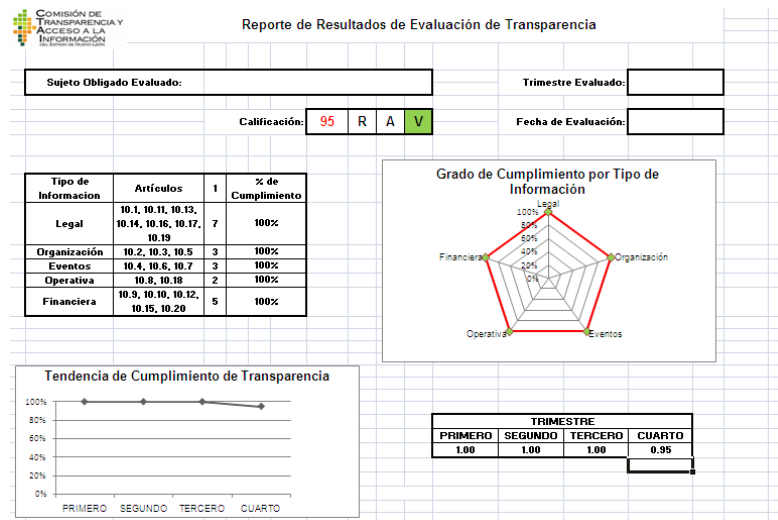 COMISIÓN DE
TRANSPARENCIA Y
ACCESO A LA
INFORMACIÓN
DEL ESTADO DE NUEVO LEÓN
Reporte de Resultados de Evaluación de Transparencia
Sujeto Obligado Evaluado:
Trimestre Evaluado:
Calificación: 95 R A V
Fecha de Evaluación:
Tipo de Informacion Artículos 1 % de Cumplimiento
Legal 10.1, 10.11, 10.13, 10.14, 10.16, 10.17, 10.19 7 100%
Organización 10.2, 10.3, 10.5 3 100%
Eventos 10.4, 10.6, 10.7 3 100%
Operativa 10.8, 10.18 2 100%
Financiera 10.9, 10.10, 10.12, 10.15, 10.20 5 100%
Grado de Cumplimiento por Tipo de
Información
Legal
100%
80%
60%
40%
20%
0%
Financiera
Organización
Operativa
Eventos
Tendencia de Cumplimiento de Transparencia
100%
80%
60%
40%
20%
0%
PRIMERO SEGUNDO TERCERO CUARTO
TRIMESTRE
PRIMERO SEGUNDO TERCERO CUARTO
1.00 1.00 1.00 0.95